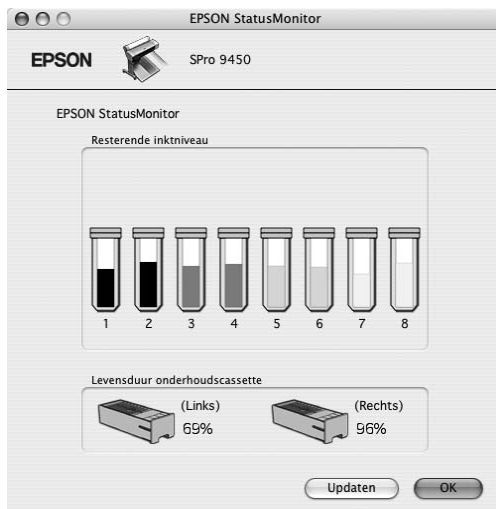 EPSON StatusMonitor
EPSON
SPro 9450
EPSON StatusMonitor
Resterende inktniveau
1 2 3 4 5 6 7 8
Levensduur onderhoudscassette
(Links) (Rechts)
69% 96%
Updaten OK